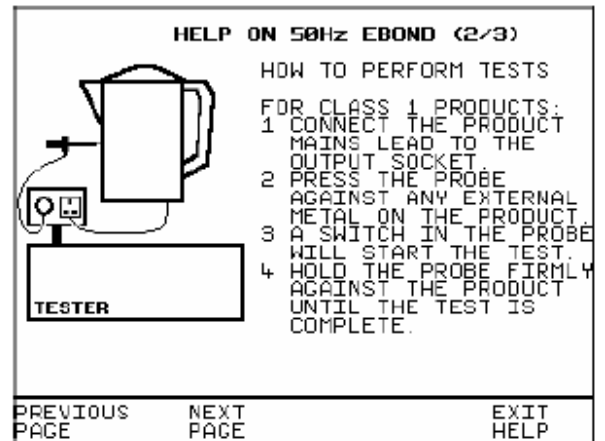 HELP ON 50Hz EBOND (2/3)
HOW TO PERFORM TESTS
FOR CLASS 1 PRODUCTS:
1 CONNECT THE PRODUCT
MAINS LEAD TO THE
OUTPUT SOCKET.
2 PRESS THE PROBE
AGAINST ANY EXTERNAL
METAL ON THE PRODUCT.
3 A SWITCH IN THE PROBE
WILL START THE TEST.
4 HOLD THE PROBE FIRMLY
AGAINST THE PRODUCT
UNTIL THE TEST IS
COMPLETE.
TESTER
PREVIOUS PAGE
NEXT PAGE
EXIT HELP